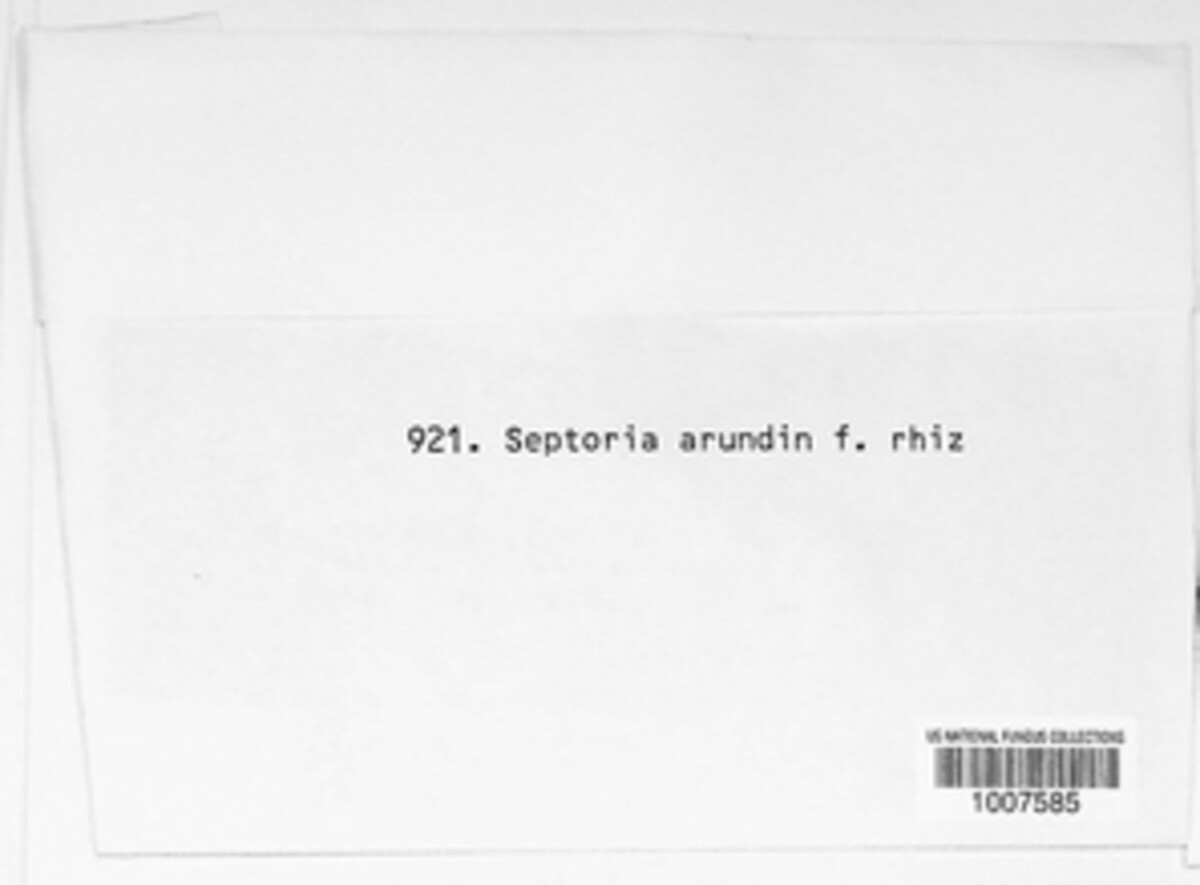 921. Septoria arundin f. rhiz
US NATIONAL FUNGUS COLLECTIONS
1007585